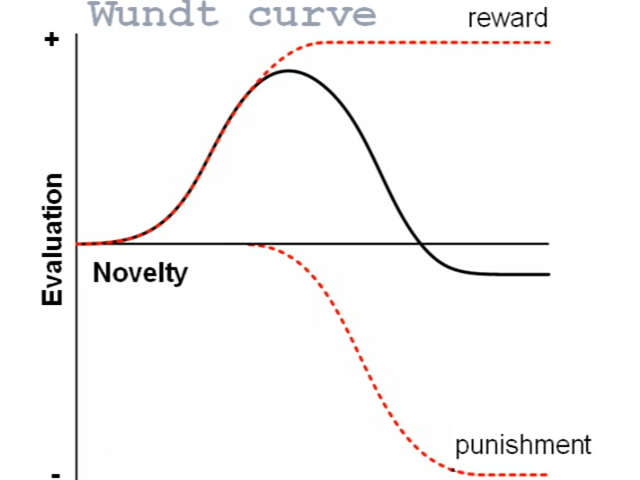 Wundt curve
reward
+
Evaluation
Novelty
punishment
-